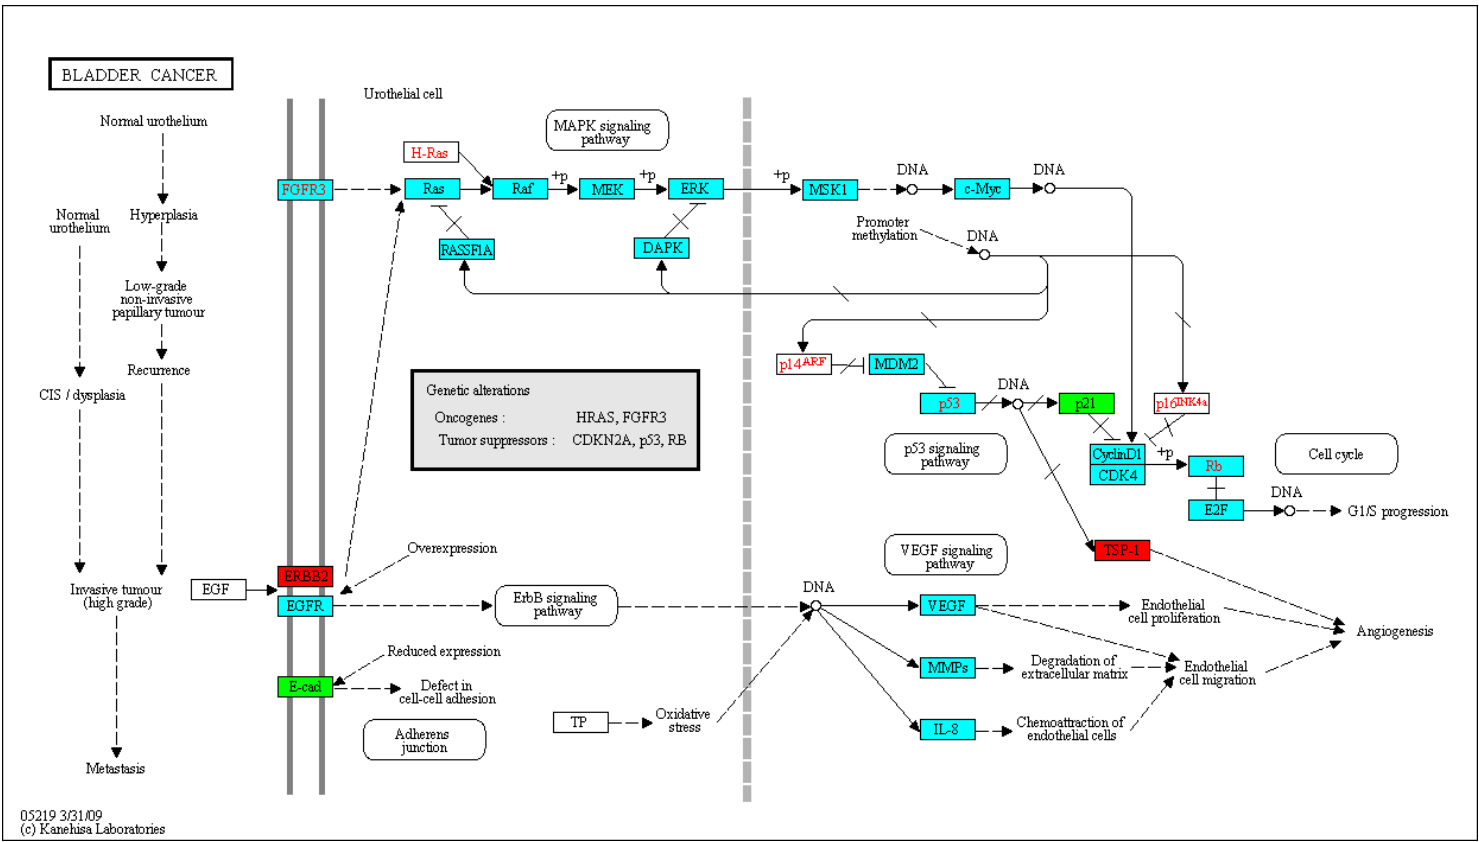 BLADDER CANCER
Urothelial cell
Normal urothelium
MAPK signaling
pathway
H-Ras
FGFR3
Ras
Raf
+p
MEK
+p
ERK
+p
MSK1
DNA
c-Myc
DNA
Normal
urothelium
Hyperplasia
RASSF1A
DAPK
Promoter
methylation
DNA
Low-grade
non-invasive
papillary tumour
Recurrence
CIS / dysplasia
p14ARF
MDM2
p53
DNA
p21
p16INK4a
Genetic alterations
Oncogenes :
HRAS, FGFR3
Tumor suppressors :
CDKN2A, p53, RB
p53 signaling
pathway
CyclinD1
CDK4
+p
Rb
Cell cycle
E2F
DNA
G1/S progression
Overexpression
VEGF signaling
pathway
TSP-1
Invasive tumour
(high grade)
EGF
ERBB2
EGFR
ErbB signaling
pathway
DNA
VEGF
Endothelial
cell proliferation
Angiogenesis
Reduced expression
E-cad
Defect in
cell-cell adhesion
MMPs
Degradation of
extracellular matrix
Endothelial
cell migration
Adherens
junction
TP
Oxidative
stress
IL-8
Chemoattraction of
endothelial cells
Metastasis
05219 3/31/09
(c) Kanehisa Laboratories